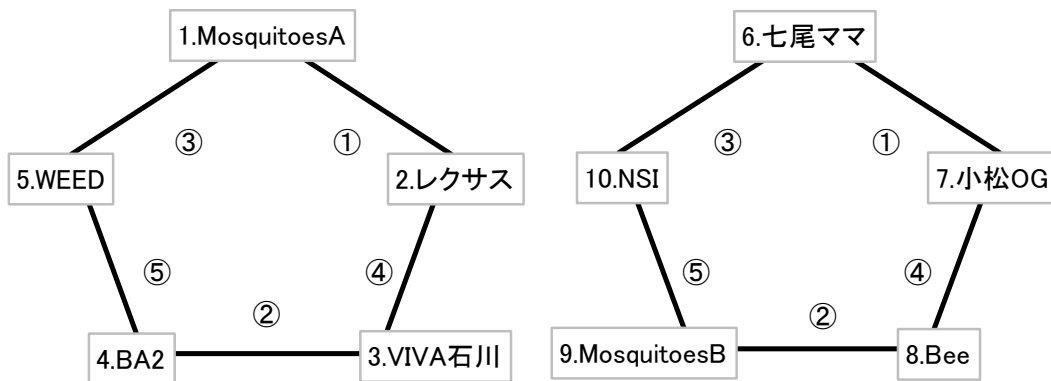 1.MosquitoesA
6.七尾ママ
③
①
③
①
5.WEED
2.レクサス
10.NSI
7.小松OG
⑤
④
⑤
④
②
②
4.BA2
3.VIVA石川
9.MosquitoesB
8.Bee